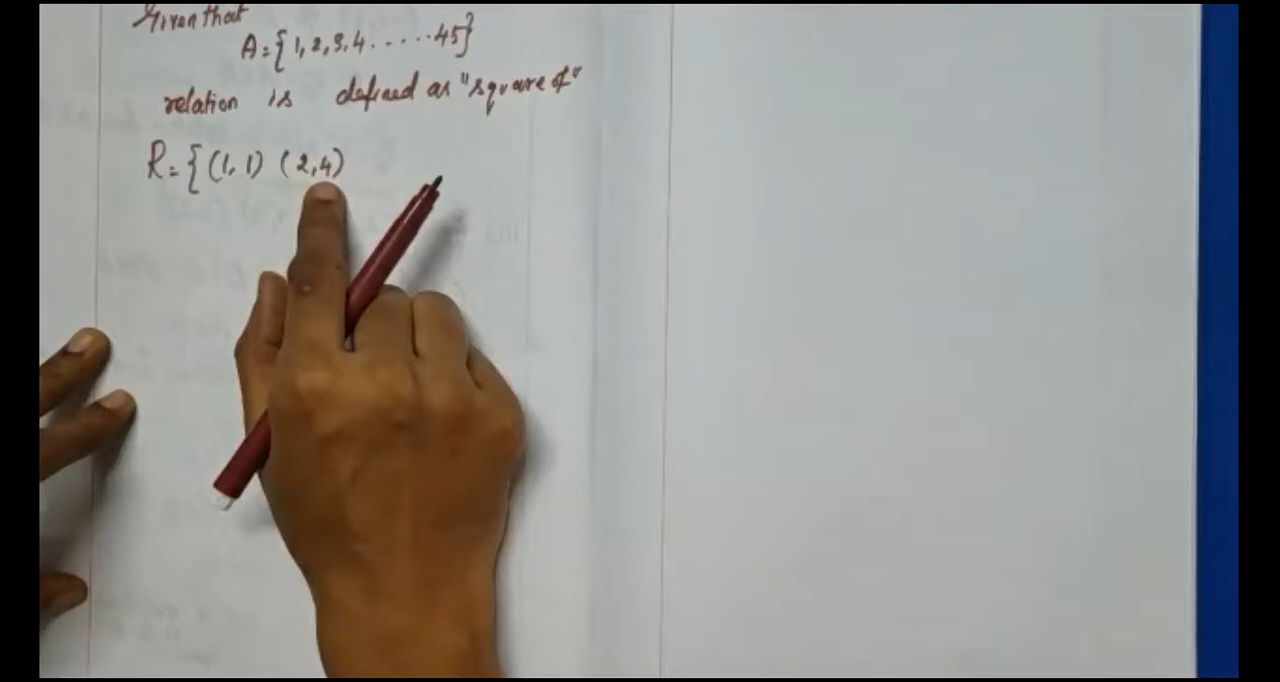 Given that
A = {1, 2, 3, 4 . . . . . 45}
relation is defined as "square of"
R = { (1, 1) (2, 4)